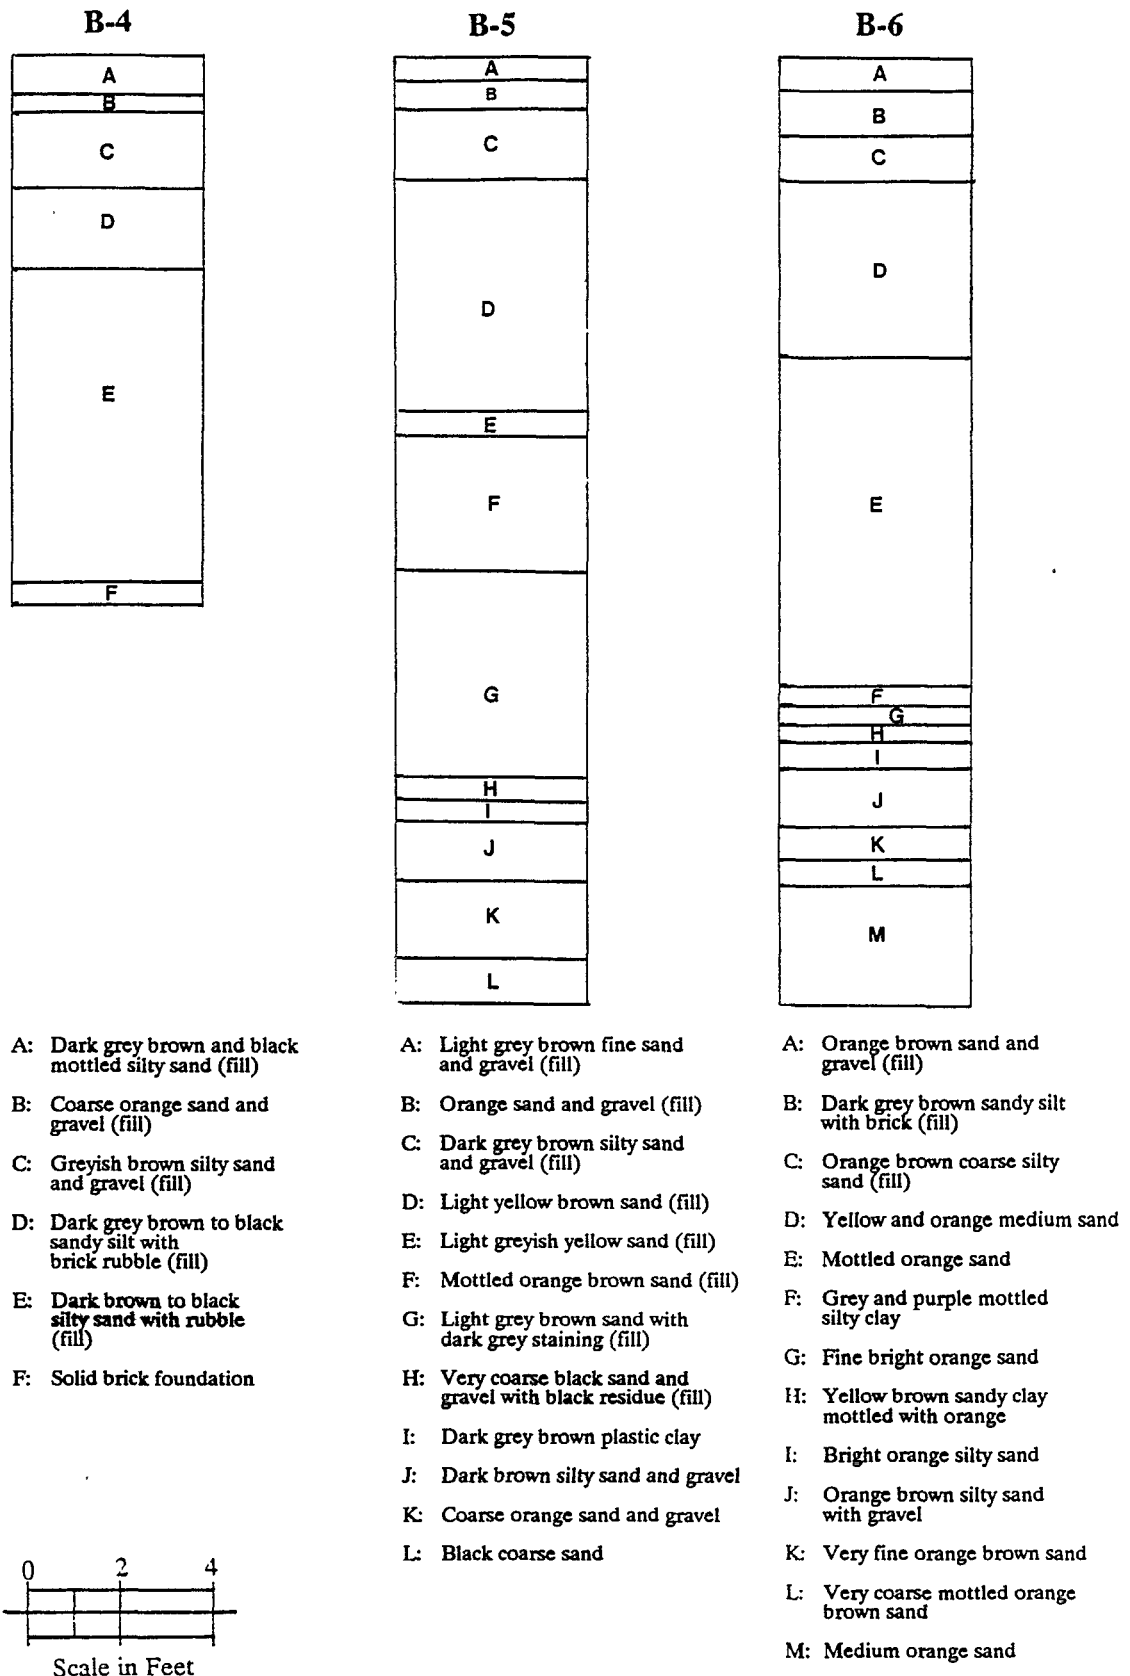 B-4
A
B
C
D
E
F
B-5
A
B
C
D
E
F
G
H
I
J
K
L
B-6
A
B
C
D
E
F
G
H
I
J
K
L
M
A: Dark grey brown and black
mottled silty sand (fill)
B: Coarse orange sand and
gravel (fill)
C: Greyish brown silty sand
and gravel (fill)
D: Dark grey brown to black
sandy silt with
brick rubble (fill)
E: Dark brown to black
silty sand with rubble
(fill)
F: Solid brick foundation
A: Light grey brown fine sand
and gravel (fill)
B: Orange sand and gravel (fill)
C: Dark grey brown silty sand
and gravel (fill)
D: Light yellow brown sand (fill)
E: Light greyish yellow sand (fill)
F: Mottled orange brown sand (fill)
G: Light grey brown sand with
dark grey staining (fill)
H: Very coarse black sand and
gravel with black residue (fill)
I: Dark grey brown plastic clay
J: Dark brown silty sand and gravel
K: Coarse orange sand and gravel
L: Black coarse sand
A: Orange brown sand and
gravel (fill)
B: Dark grey brown sandy silt
with brick (fill)
C: Orange brown coarse silty
sand (fill)
D: Yellow and orange medium sand
E: Mottled orange sand
F: Grey and purple mottled
silty clay
G: Fine bright orange sand
H: Yellow brown sandy clay
mottled with orange
I: Bright orange silty sand
J: Orange brown silty sand
with gravel
K: Very fine orange brown sand
L: Very coarse mottled orange
brown sand
M: Medium orange sand
0 2 4
Scale in Feet